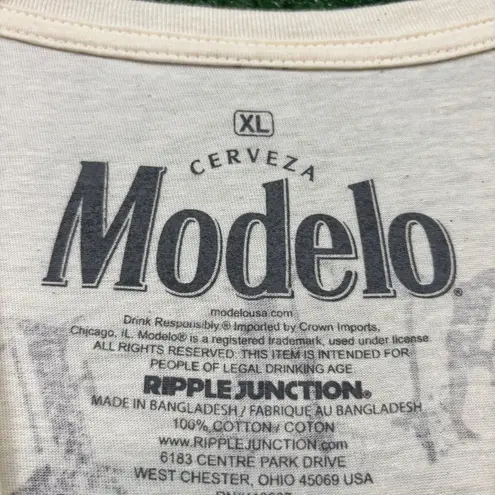 XL
CERVEZA
Modelo®
modelousa.com
Drink Responsibly.® Imported by Crown Imports,
Chicago, IL. Modelo® is a registered trademark, used under license
ALL RIGHTS RESERVED. THIS ITEM IS INTENDED FOR
PEOPLE OF LEGAL DRINKING AGE
RIPPLE JUNCTION®
MADE IN BANGLADESH / FABRIQUE AU BANGLADESH
100% COTTON / COTON
www.RIPPLEJUNCTION.com
6183 CENTRE PARK DRIVE
WEST CHESTER, OHIO 45069 USA